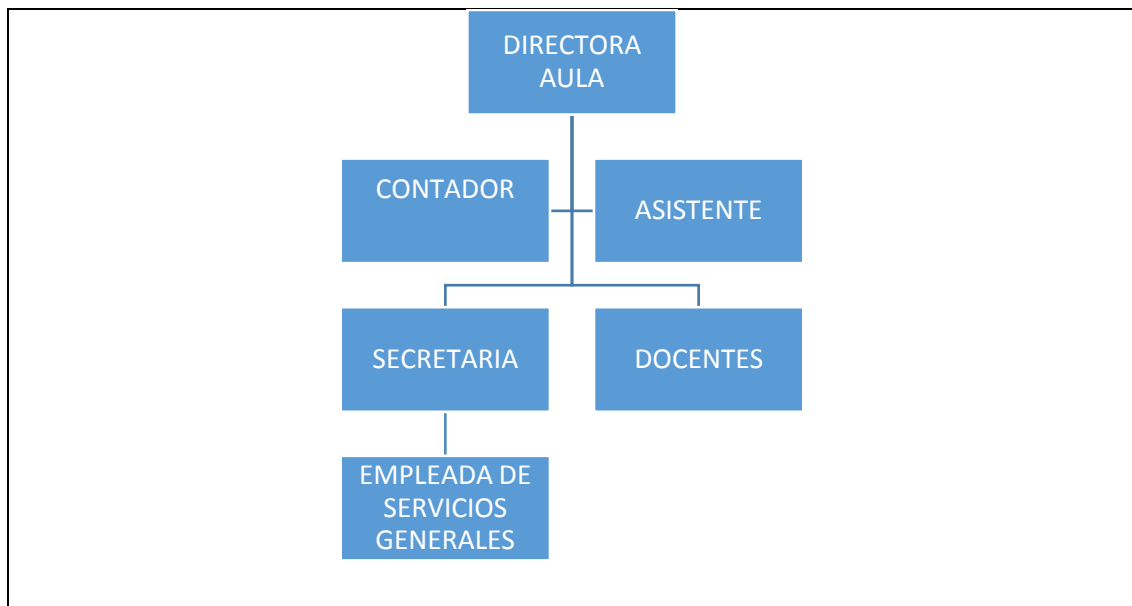 DIRECTORA
AULA
CONTADOR
ASISTENTE
SECRETARIA
DOCENTES
EMPLEADA DE
SERVICIOS
GENERALES